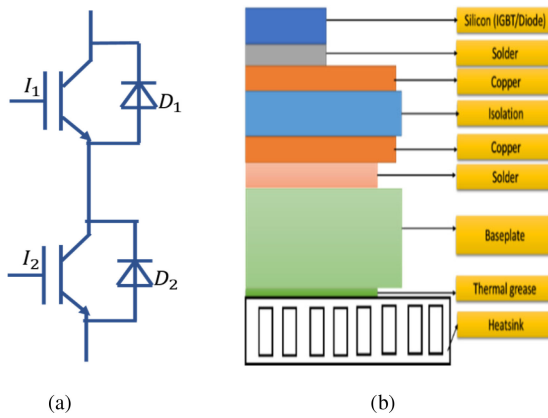 I₁
D₁
I₂
D₂
(a)
Silicon (IGBT/Diode)
Solder
Copper
Isolation
Copper
Solder
Baseplate
Thermal grease
Heatsink
(b)